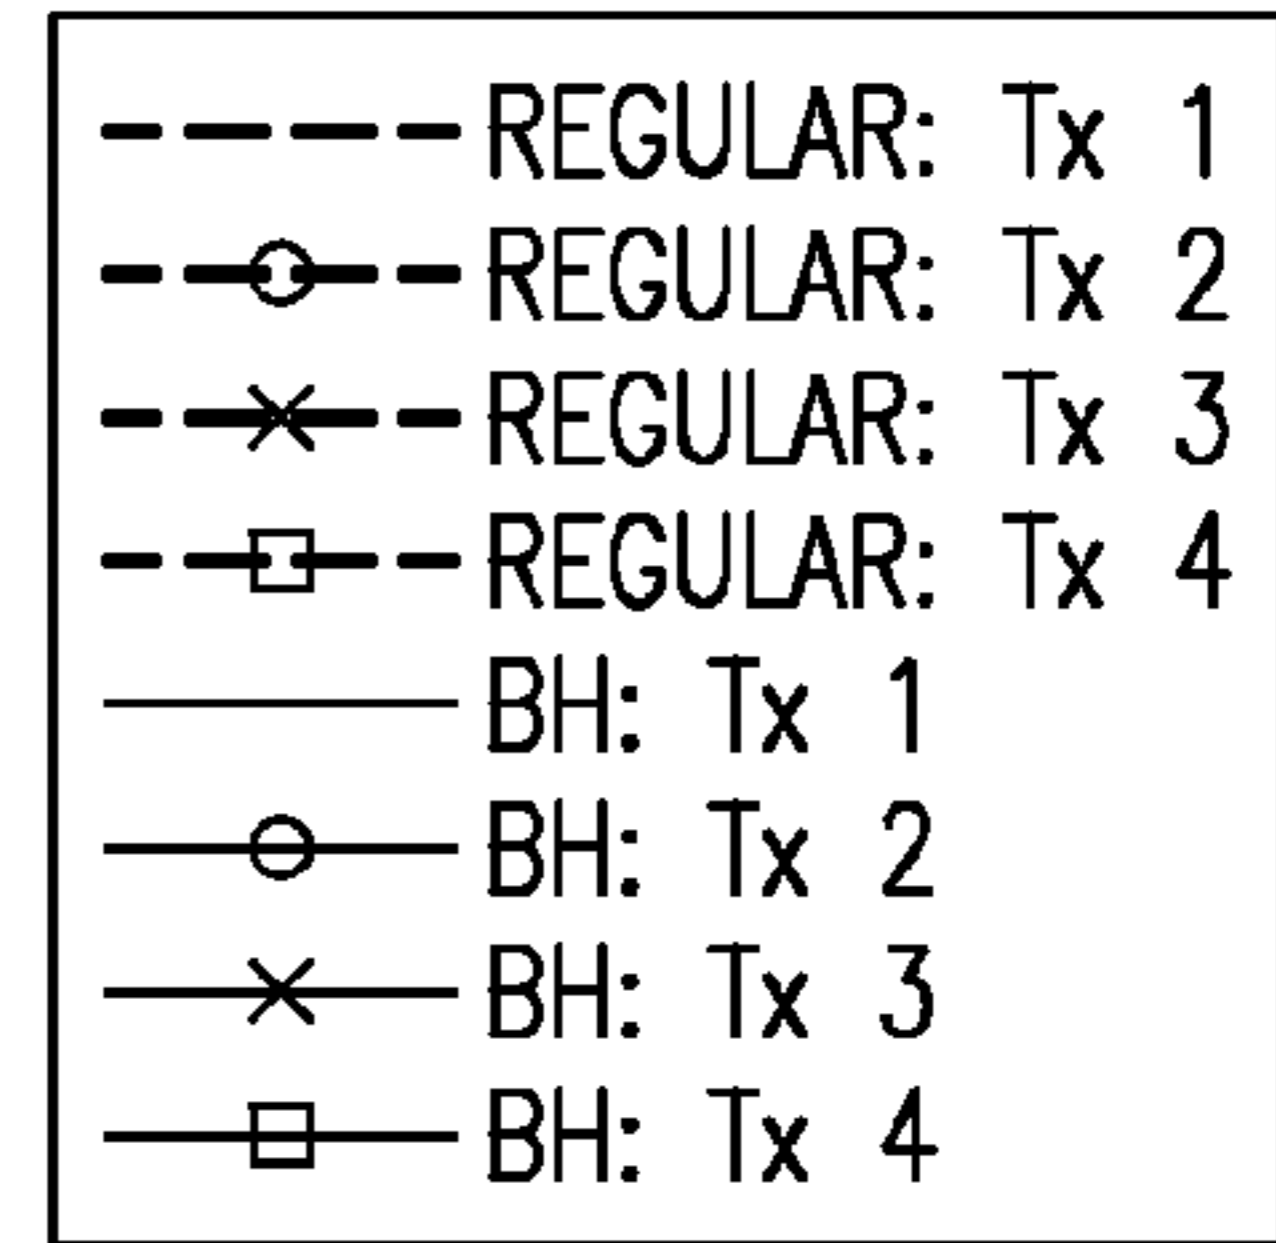 REGULAR: Tx 1
REGULAR: Tx 2
REGULAR: Tx 3
REGULAR: Tx 4
BH: Tx 1
BH: Tx 2
BH: Tx 3
BH: Tx 4